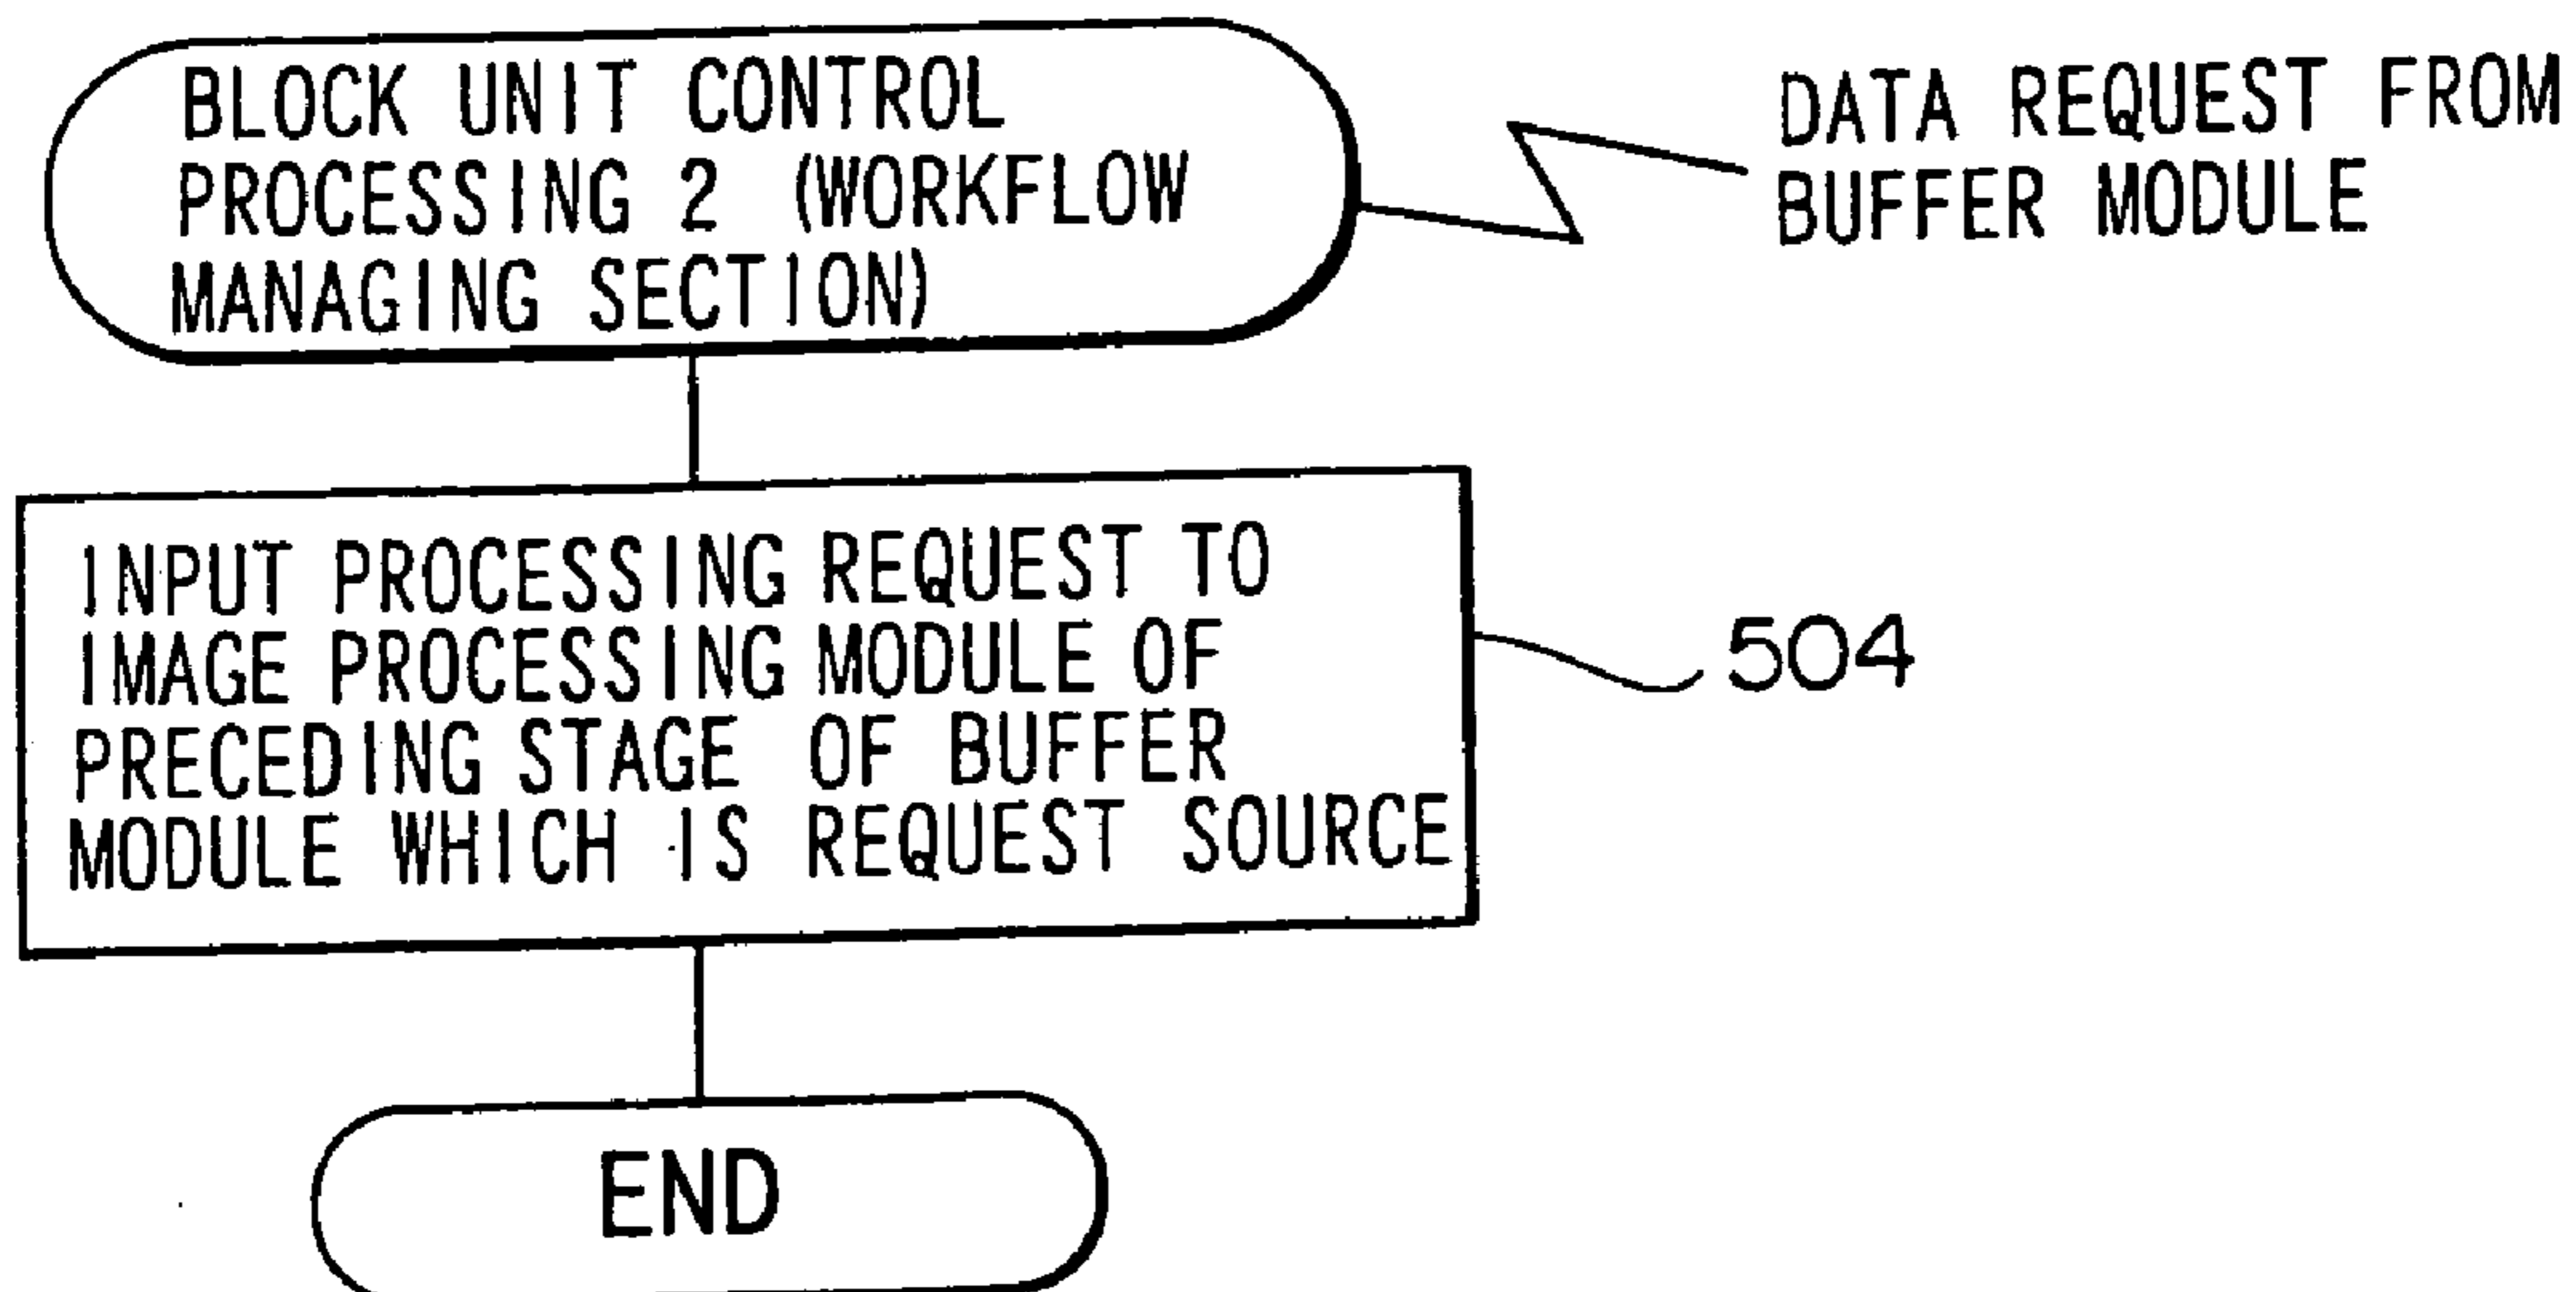 BLOCK UNIT CONTROL
PROCESSING 2 (WORKFLOW
MANAGING SECTION)
DATA REQUEST FROM
BUFFER MODULE
INPUT PROCESSING REQUEST TO
IMAGE PROCESSING MODULE OF
PRECEDING STAGE OF BUFFER
MODULE WHICH IS REQUEST SOURCE
504
END